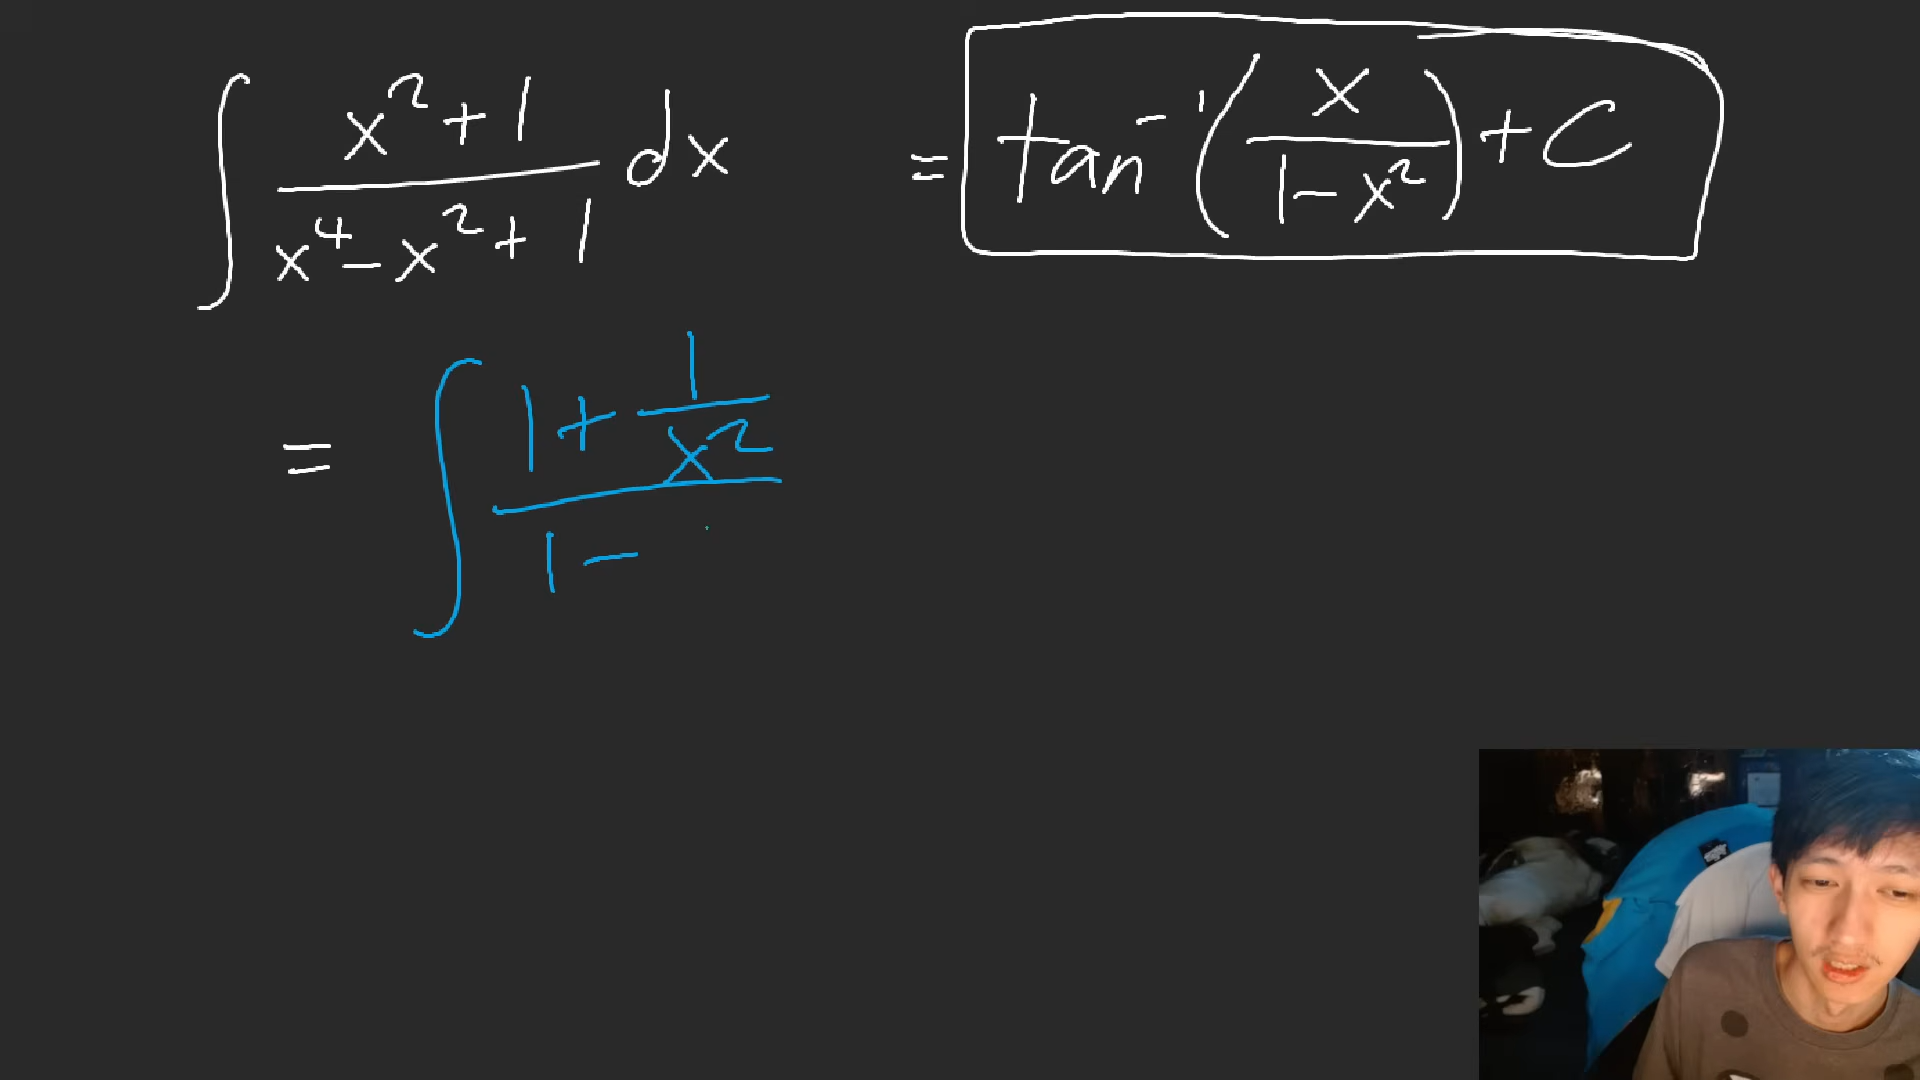 ∫ (x²+1)/(x⁴-x²+1) dx = tan⁻¹(x/(1-x²)) + C
= ∫ (1+1/x²)/(1-